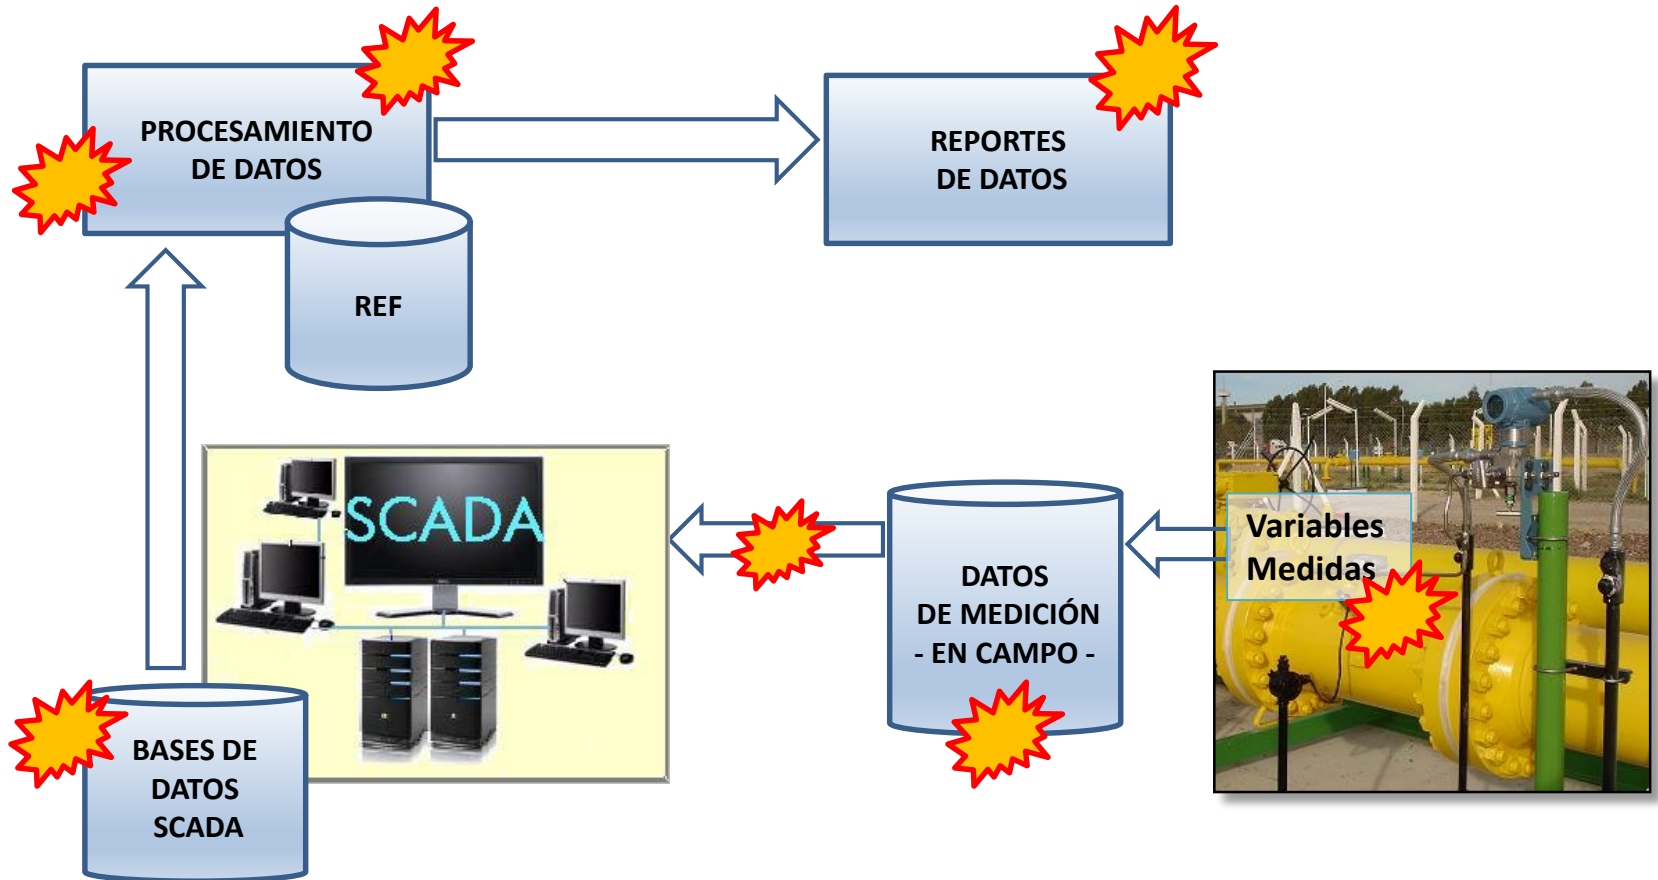 PROCESAMIENTO
DE DATOS
REPORTES
DE DATOS
REF
SCADA
DATOS
DE MEDICIÓN
- EN CAMPO -
Variables
Medidas
BASES DE
DATOS
SCADA